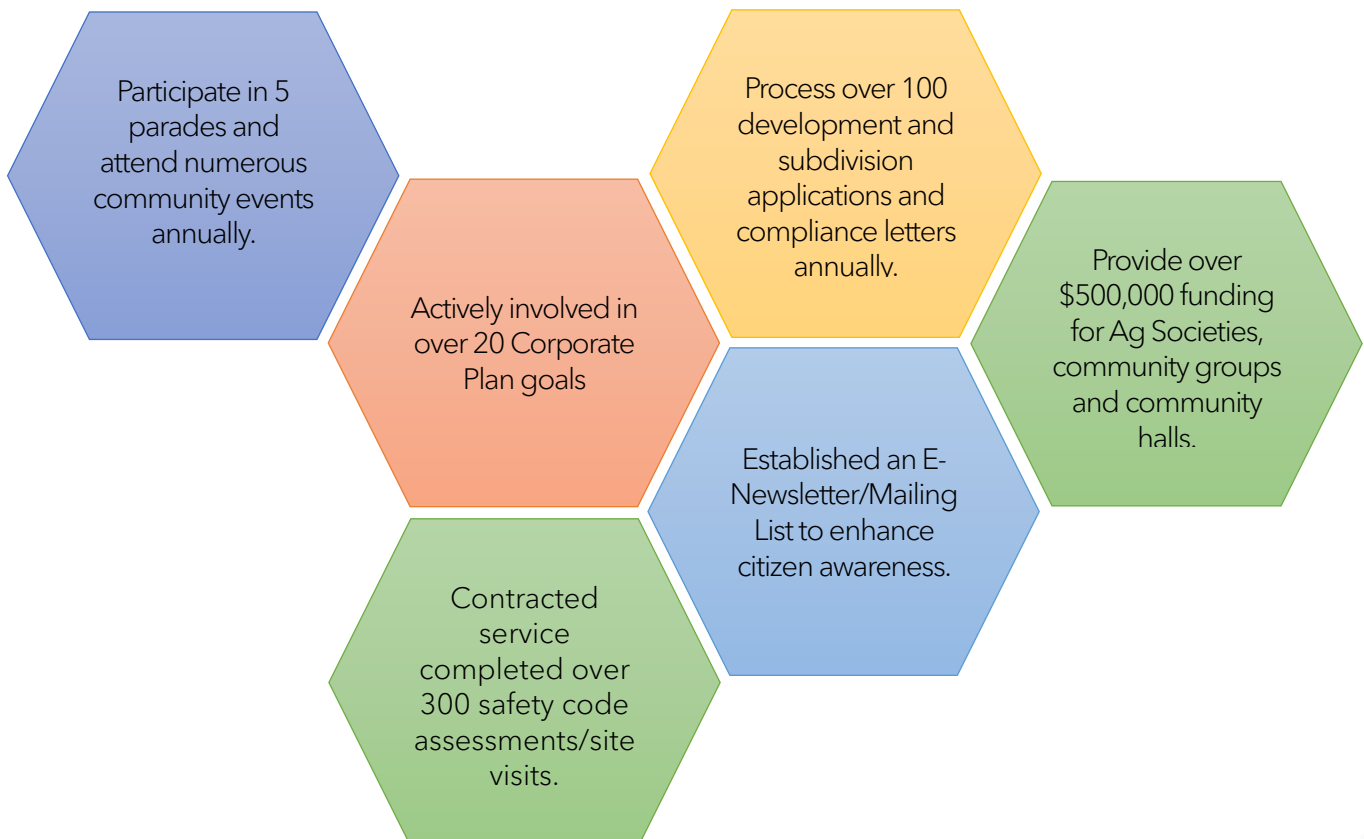 Participate in 5
parades and
attend numerous
community events
annually.
Process over 100
development and
subdivision
applications and
compliance letters
annually.
Actively involved in
over 20 Corporate
Plan goals
Provide over
$500,000 funding
for Ag Societies,
community groups
and community
halls.
Established an E-
Newsletter/Mailing
List to enhance
citizen awareness.
Contracted
service
completed over
300 safety code
assessments/site
visits.